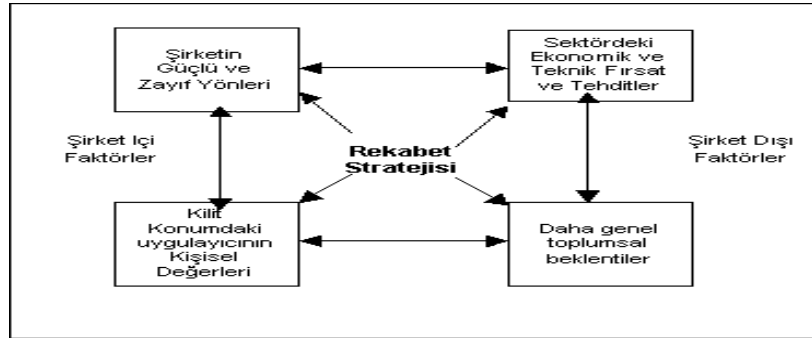 Şirketin
Güçlü ve
Zayıf Yönleri
Sektördeki
Ekonomik ve
Teknik Fırsat
ve Tehditler
Şirket Içi
Faktörler
Rekabet
Stratejisi
Şirket Dışı
Faktörler
Kilit
Konumdaki
uygulayıcının
Kişisel
Değerleri
Daha genel
toplumsal
beklentiler